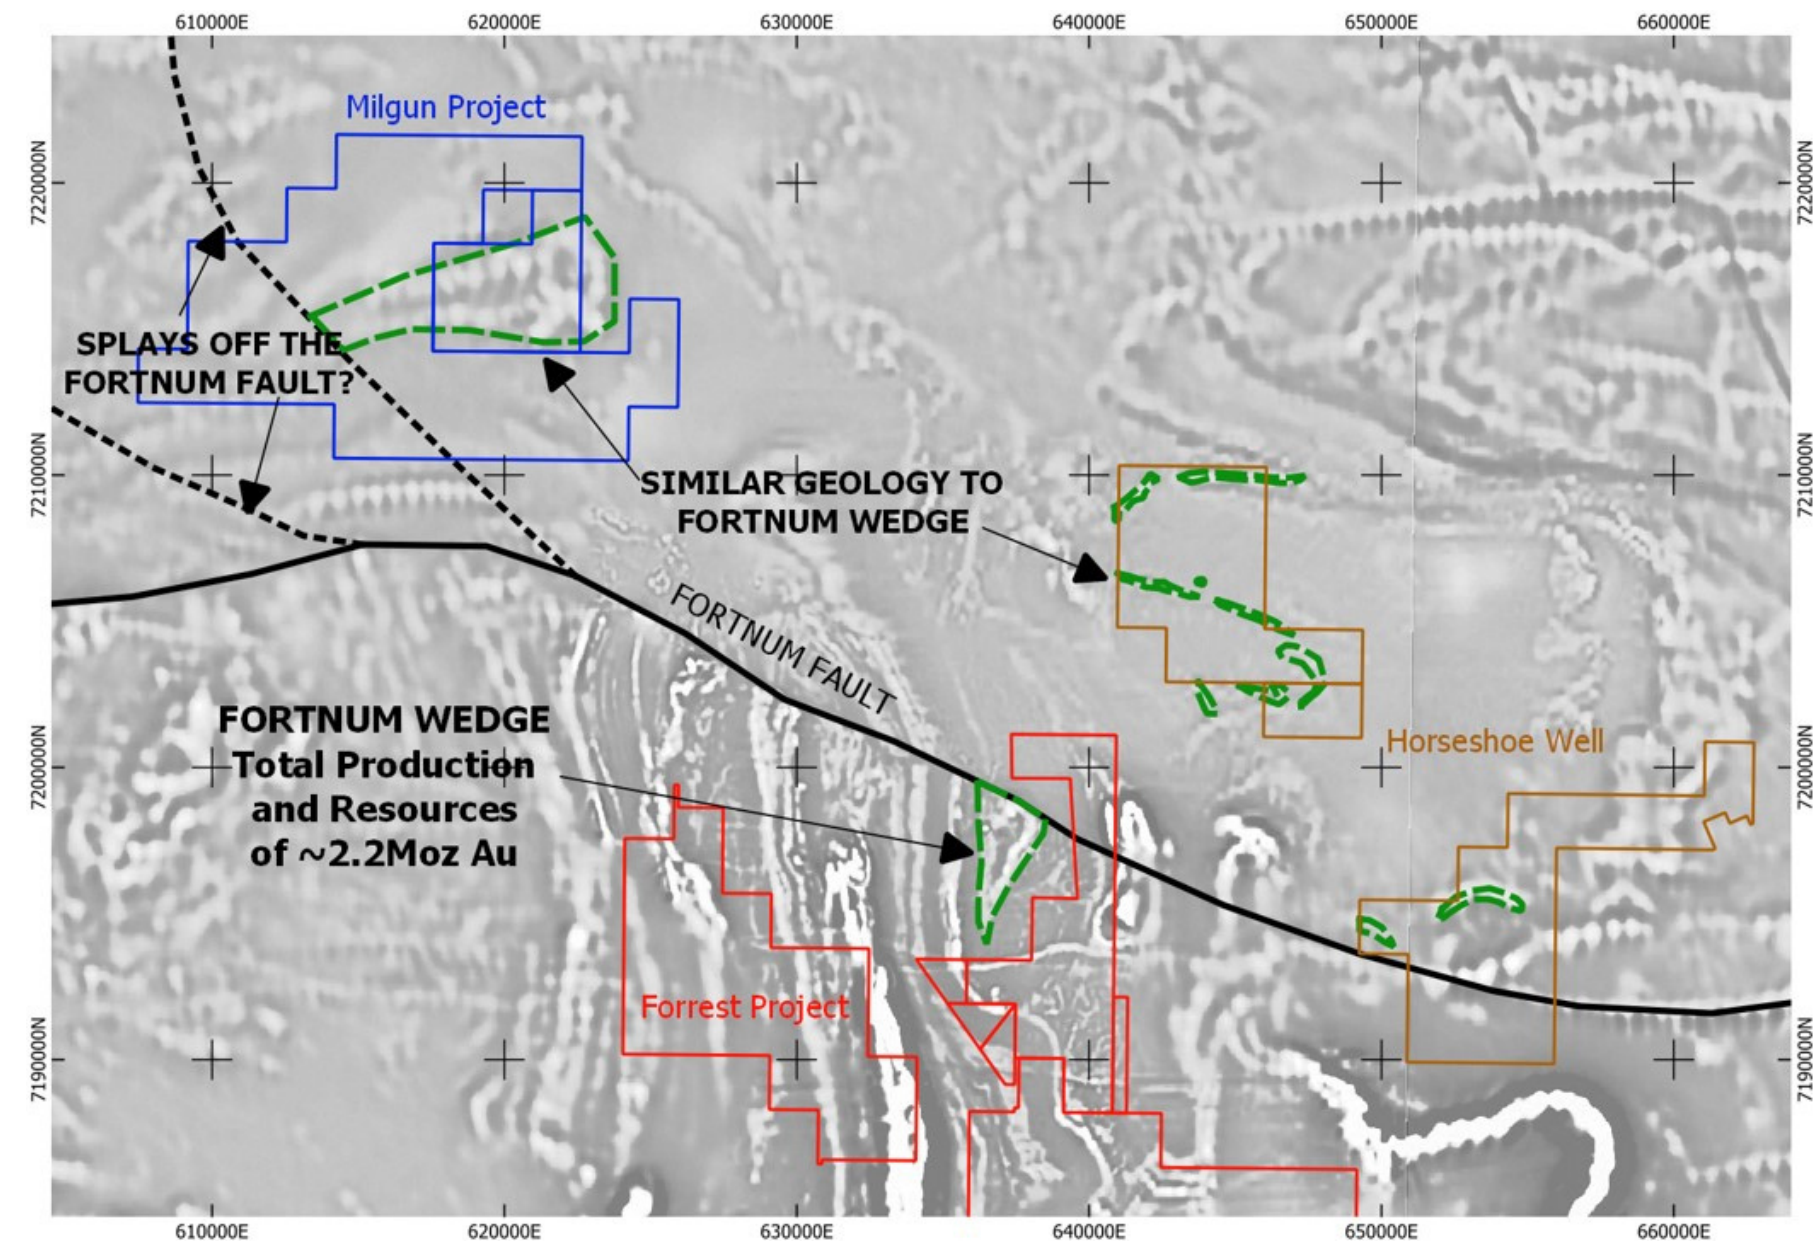 610000E 620000E 630000E 640000E 650000E 660000E
Milgun Project
7220000N
7220000N
SPLAYS OFF THE
FORTNUM FAULT?
7210000N
7210000N
SIMILAR GEOLOGY TO
FORTNUM WEDGE
FORTNUM FAULT
FORTNUM WEDGE
Total Production
and Resources
of ~2.2Moz Au
Horseshoe Well
7200000N
7200000N
Forrest Project
7190000N
7190000N
610000E 620000E 630000E 640000E 650000E 660000E